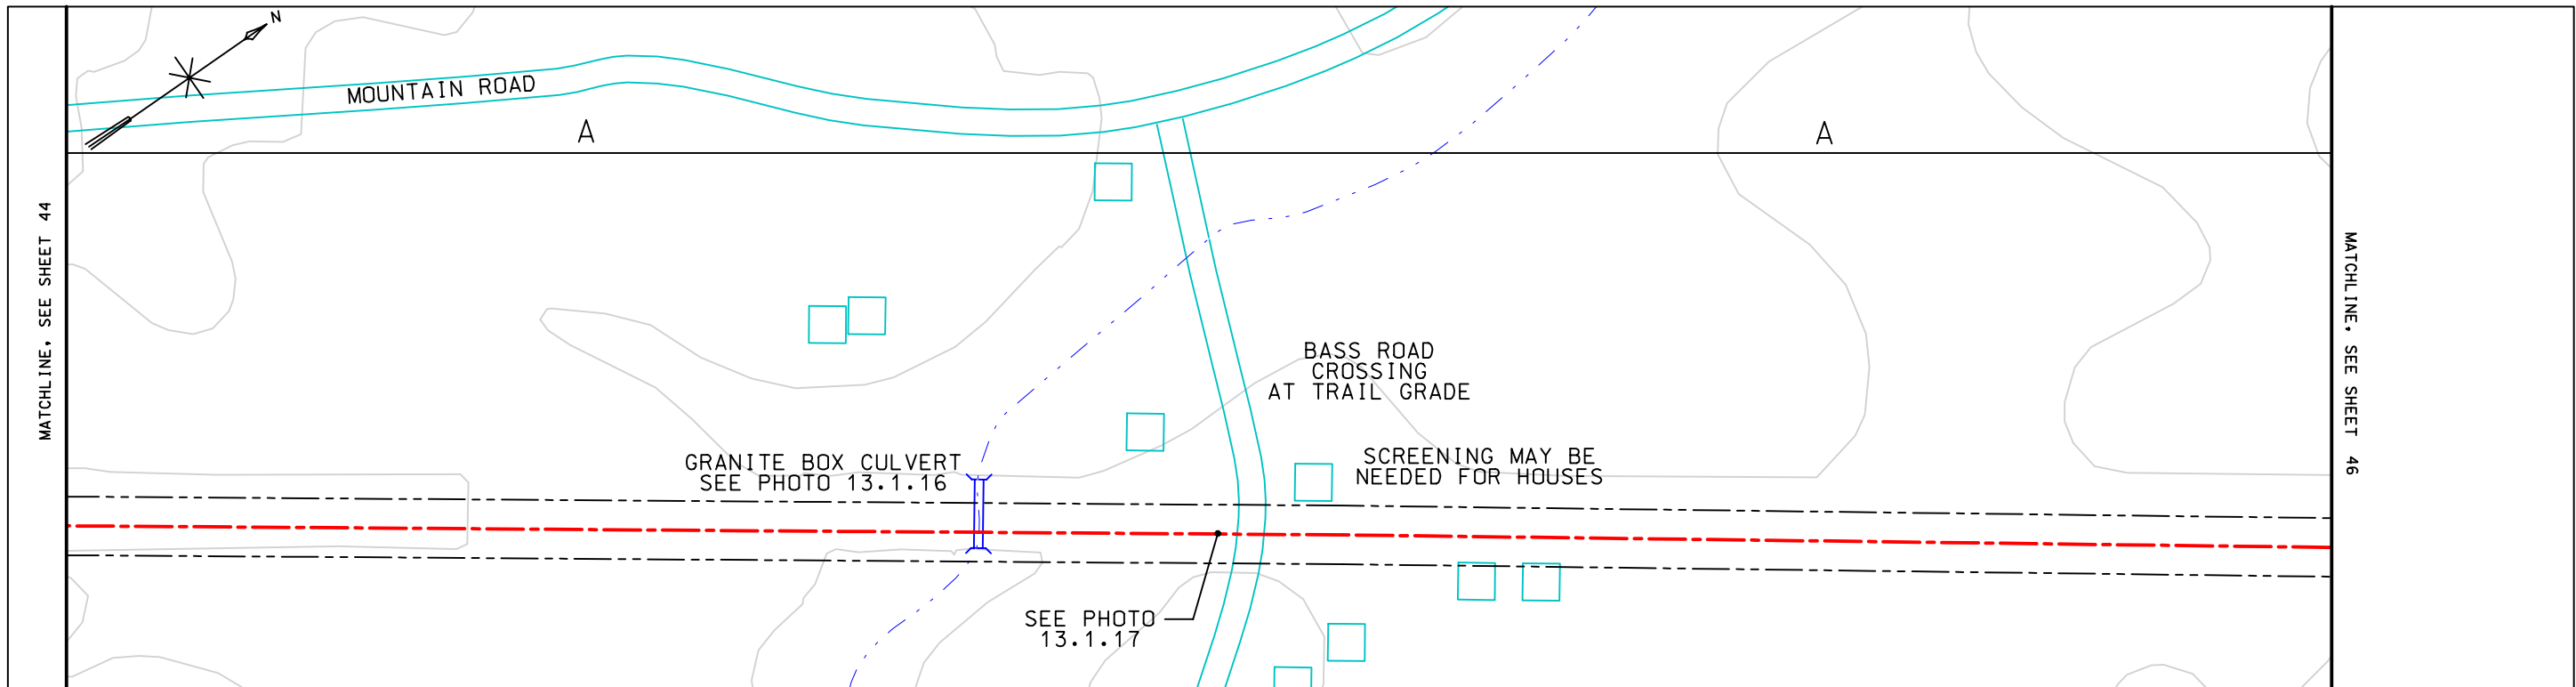 N
MOUNTAIN ROAD
A
A
MATCHLINE, SEE SHEET 44
MATCHLINE, SEE SHEET 46
BASS ROAD
CROSSING
AT TRAIL GRADE
GRANITE BOX CULVERT
SEE PHOTO 13.1.16
SCREENING MAY BE
NEEDED FOR HOUSES
SEE PHOTO
13.1.17